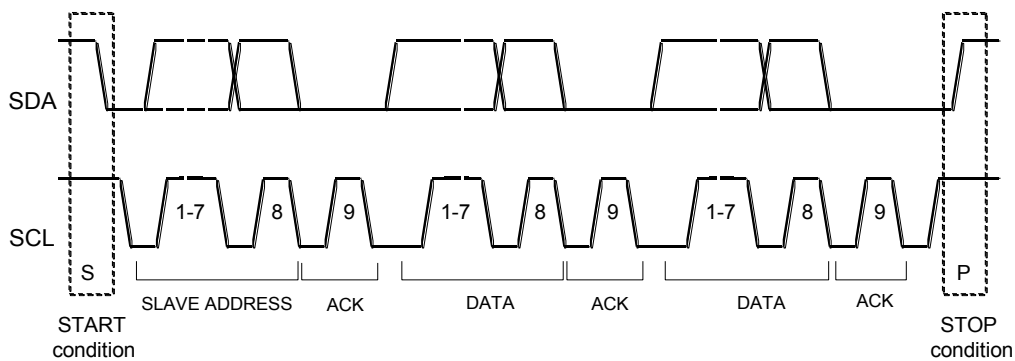 SDA
SCL
1-7 8 9 1-7 8 9 1-7 8 9
S P
SLAVE ADDRESS ACK DATA ACK DATA ACK
START
condition
STOP
condition